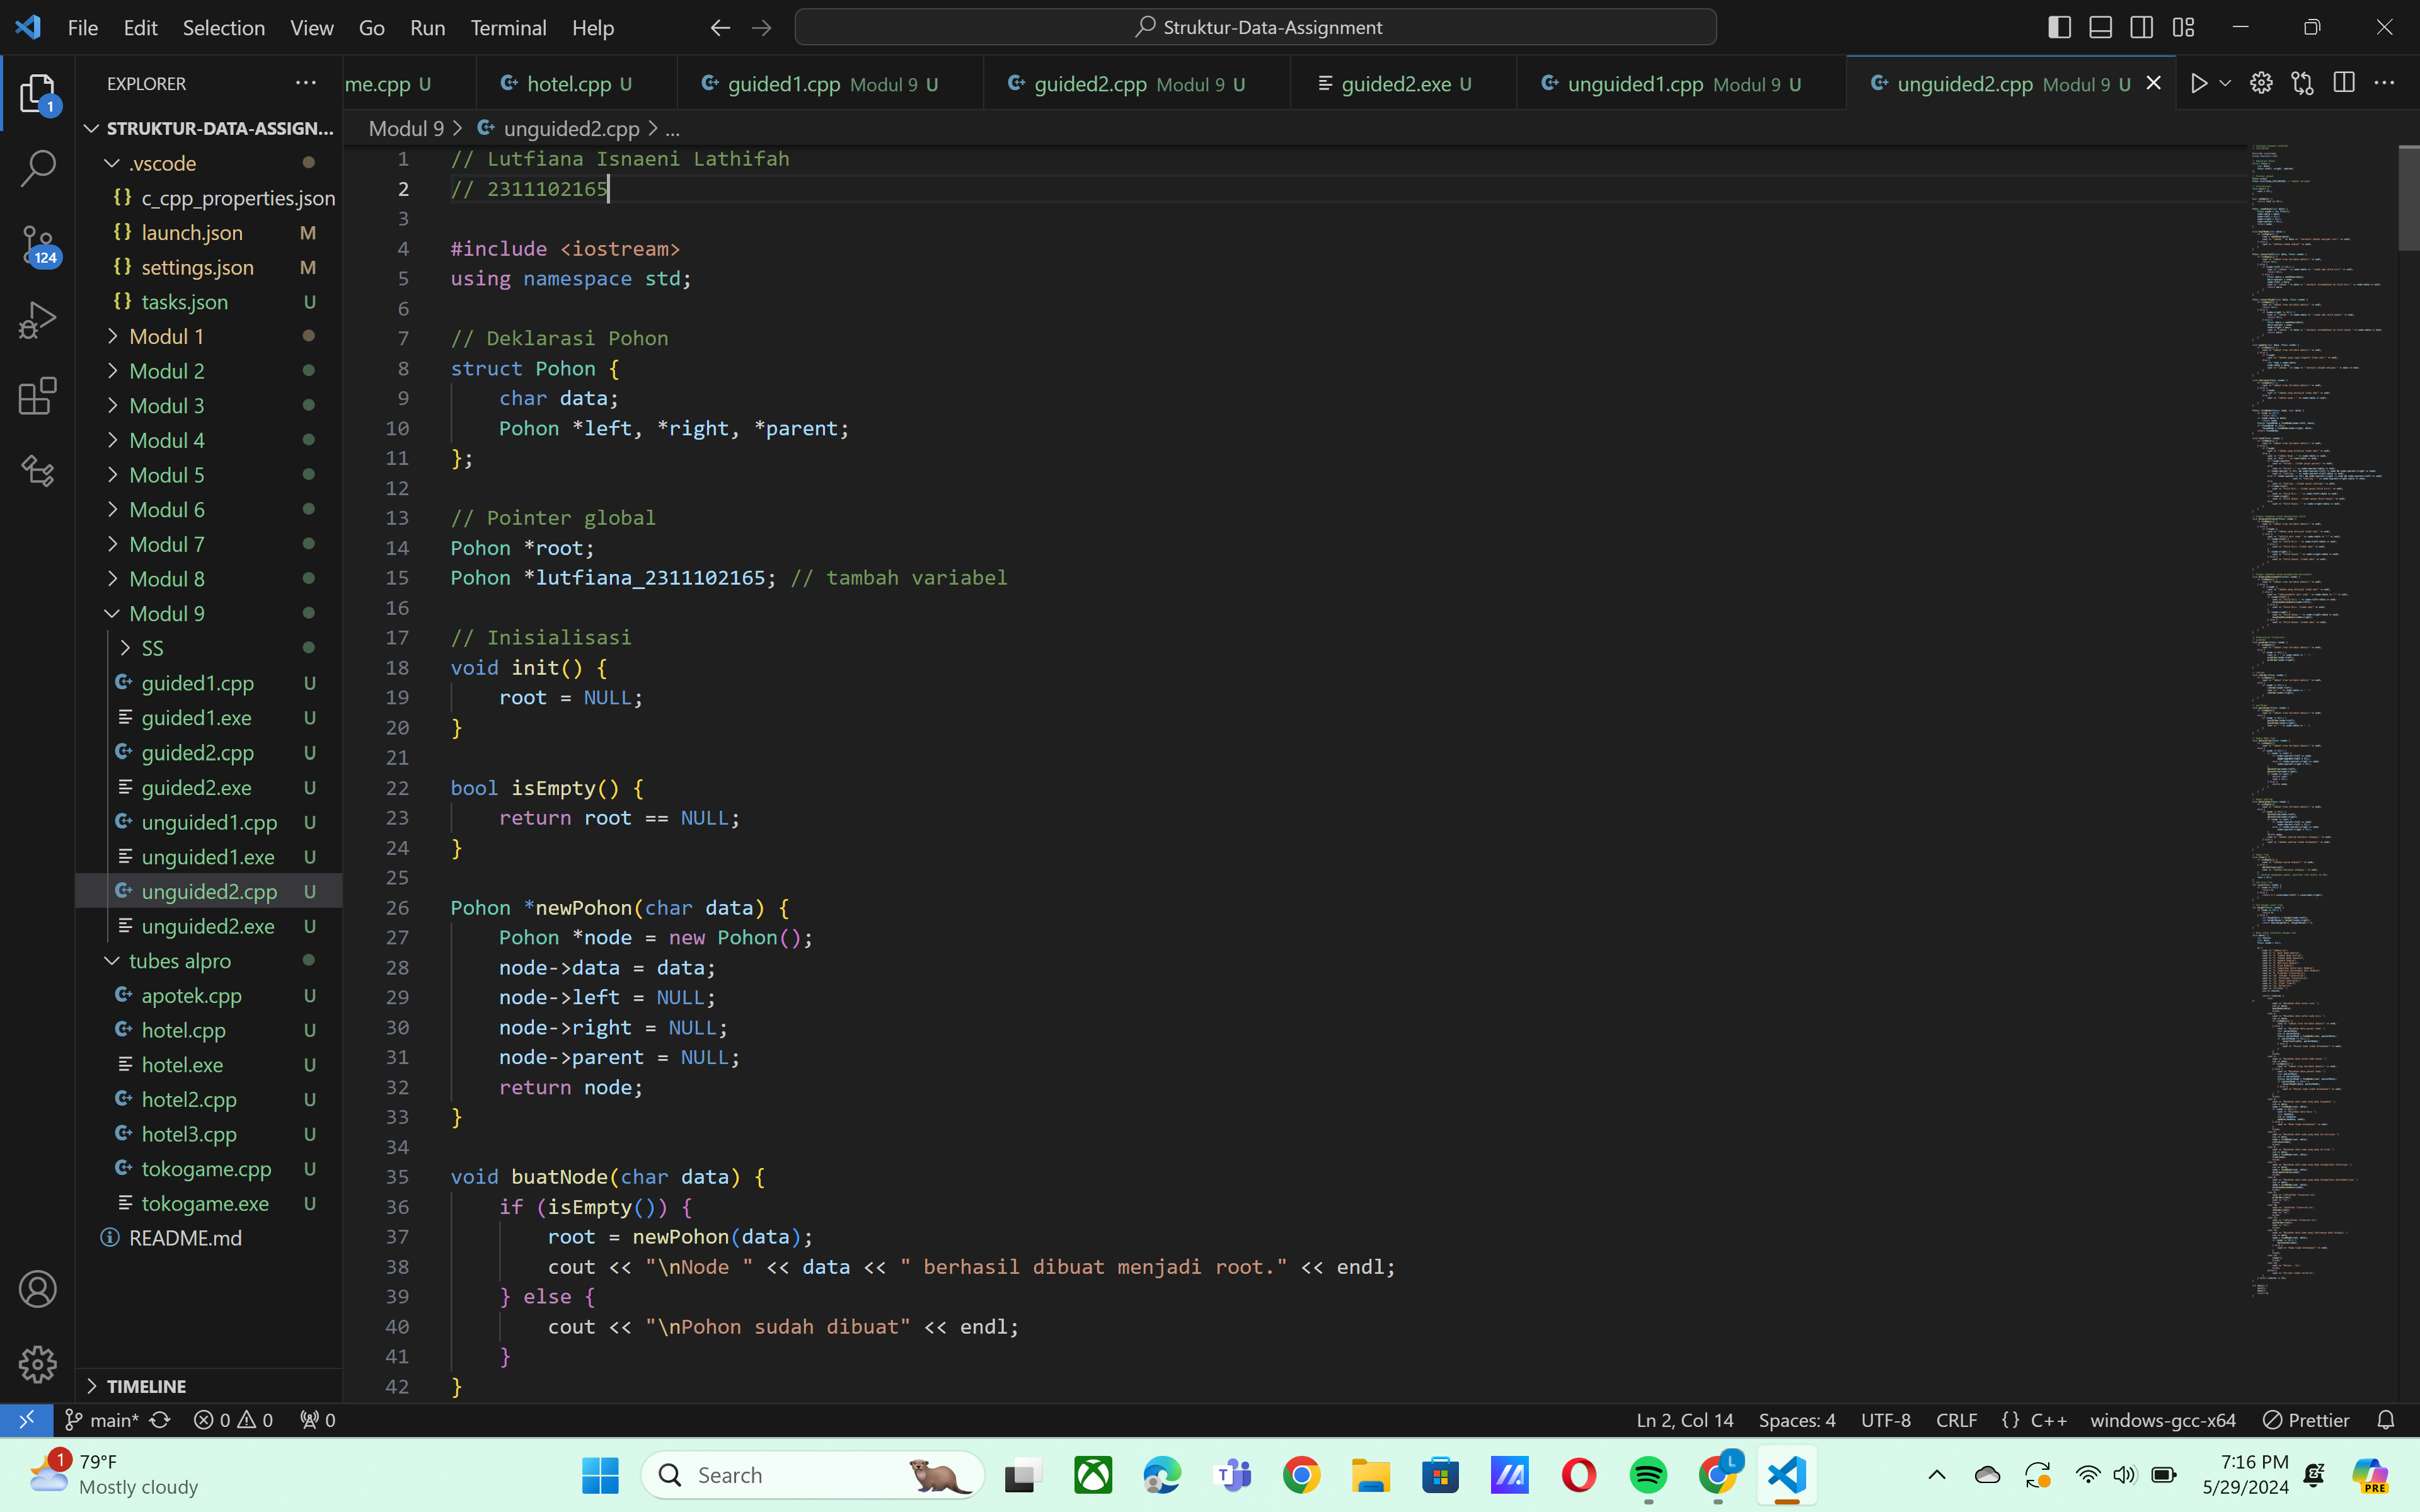 File Edit Selection View Go Run Terminal Help
Struktur-Data-Assignment
EXPLORER
me.cpp U
hotel.cpp U
guided1.cpp Modul 9 U
guided2.cpp Modul 9 U
guided2.exe U
unguided1.cpp Modul 9 U
unguided2.cpp Modul 9 U
Modul 9 > unguided2.cpp > ...
1
124
STRUKTUR-DATA-ASSIGN...
.vscode
{} c_cpp_properties.json
{} launch.json M
{} settings.json M
{} tasks.json U
Modul 1
Modul 2
Modul 3
Modul 4
Modul 5
Modul 6
Modul 7
Modul 8
Modul 9
SS
guided1.cpp U
guided1.exe U
guided2.cpp U
guided2.exe U
unguided1.cpp U
unguided1.exe U
unguided2.cpp U
unguided2.exe U
tubes alpro
apotek.cpp U
hotel.cpp U
hotel.exe U
hotel2.cpp U
hotel3.cpp U
tokogame.cpp U
tokogame.exe U
README.md
TIMELINE
1 // Lutfiana Isnaeni Lathifah
2 // 2311102165
3
4 #include <iostream>
5 using namespace std;
6
7 // Deklarasi Pohon
8 struct Pohon {
9     char data;
10     Pohon *left, *right, *parent;
11 };
12
13 // Pointer global
14 Pohon *root;
15 Pohon *lutfiana_2311102165; // tambah variabel
16
17 // Inisialisasi
18 void init() {
19     root = NULL;
20 }
21
22 bool isEmpty() {
23     return root == NULL;
24 }
25
26 Pohon *newPohon(char data) {
27     Pohon *node = new Pohon();
28     node->data = data;
29     node->left = NULL;
30     node->right = NULL;
31     node->parent = NULL;
32     return node;
33 }
34
35 void buatNode(char data) {
36     if (isEmpty()) {
37         root = newPohon(data);
38         cout << "\nNode " << data << " berhasil dibuat menjadi root." << endl;
39     } else {
40         cout << "\nPohon sudah dibuat" << endl;
41     }
42 }
main* 0 0 0
Ln 2, Col 14 Spaces: 4 UTF-8 CRLF {} C++ windows-gcc-x64 Prettier
1
79°F
Mostly cloudy
Search
L
7:16 PM
5/29/2024
PRE